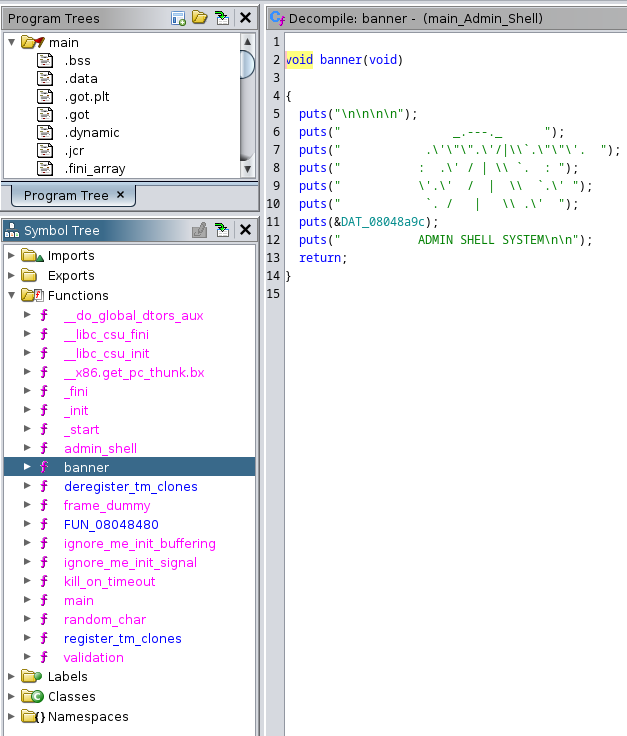 Program Trees
main
.bss
.data
.got.plt
.got
.dynamic
.jcr
.fini_array
Program Tree ×
Symbol Tree
Imports
Exports
Functions
__do_global_dtors_aux
__libc_csu_fini
__libc_csu_init
__x86.get_pc_thunk.bx
_fini
_init
_start
admin_shell
banner
deregister_tm_clones
frame_dummy
FUN_08048480
ignore_me_init_buffering
ignore_me_init_signal
kill_on_timeout
main
random_char
register_tm_clones
validation
Labels
Classes
Namespaces
Decompile: banner - (main_Admin_Shell)
1
2 void banner(void)
3
4 {
5   puts("\n\n\n\n");
6   puts("                _.---._      ");
7   puts("            .\'\"\".\'/|\\`.\"\"\'.  ");
8   puts("           :  .\' / | \\ `.  : ");
9   puts("           \'.\'  /  |  \\  `.\' ");
10   puts("            `. /   |   \\ .\'  ");
11   puts(&DAT_08048a9c);
12   puts("           ADMIN SHELL SYSTEM\n\n");
13   return;
14 }
15